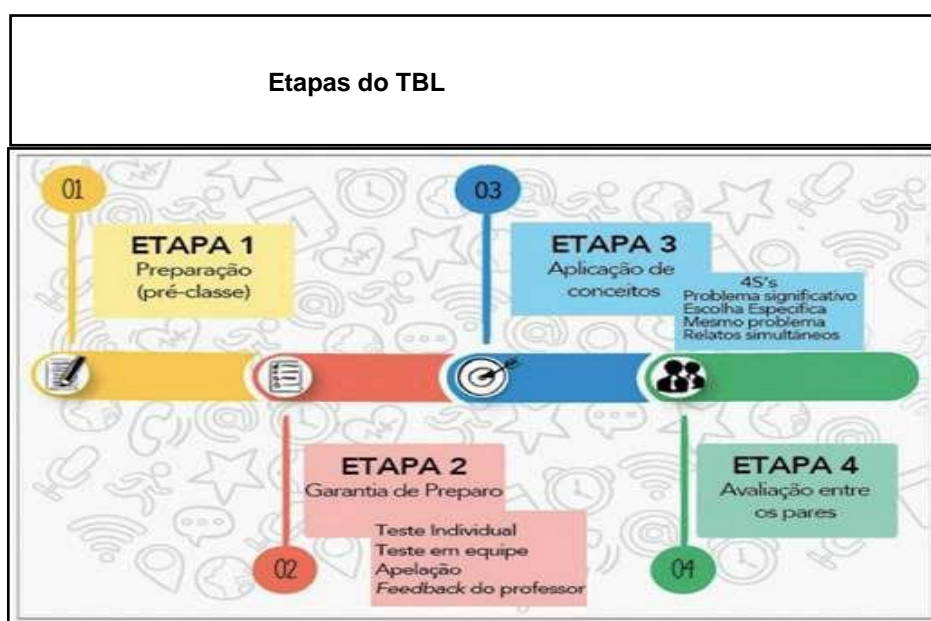 Etapas do TBL
01
ETAPA 1
Preparação
(pré-classe)
02
ETAPA 2
Garantia de Preparo
Teste Individual
Teste em equipe
Apelação
Feedback do professor
03
ETAPA 3
Aplicação de
conceitos
4S's
Problema significativo
Escolha Específica
Mesmo problema
Relatos simultâneos
04
ETAPA 4
Avaliação entre
os pares